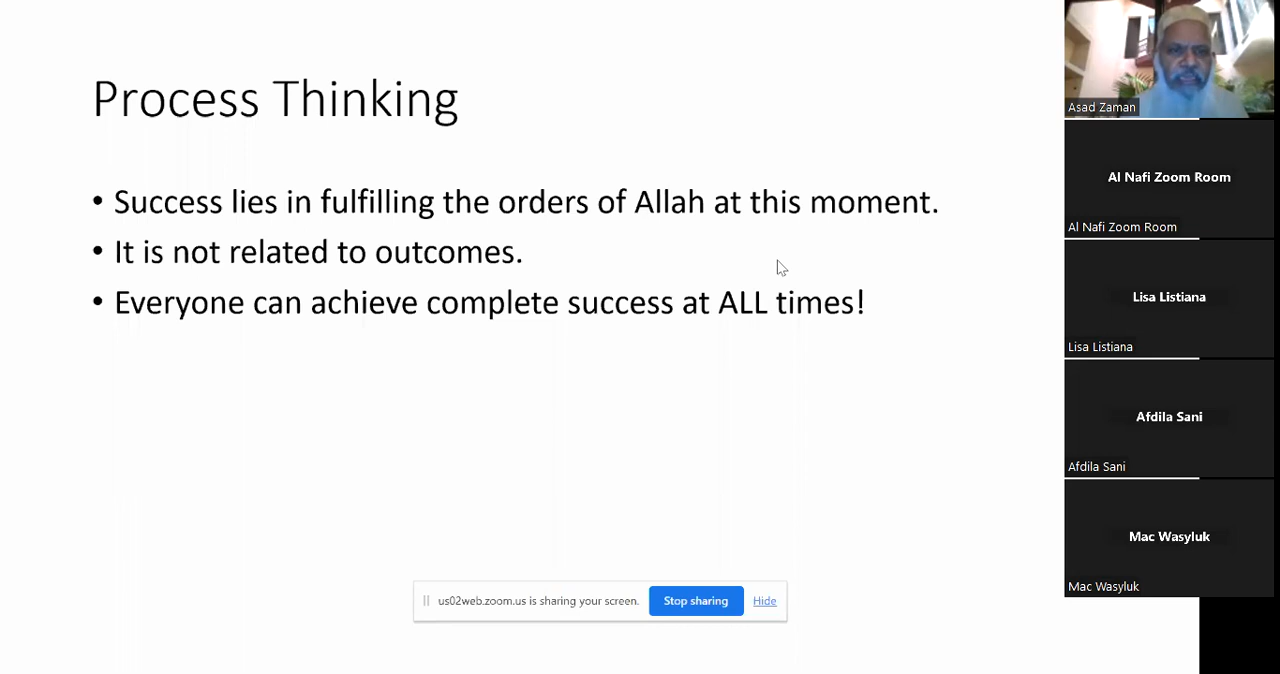 Process Thinking
• Success lies in fulfilling the orders of Allah at this moment.
• It is not related to outcomes.
• Everyone can achieve complete success at ALL times!
us02web.zoom.us is sharing your screen. Stop sharing Hide
Asad Zaman
Al Nafi Zoom Room
Al Nafi Zoom Room
Lisa Listiana
Lisa Listiana
Afdila Sani
Afdila Sani
Mac Wasyluk
Mac Wasyluk